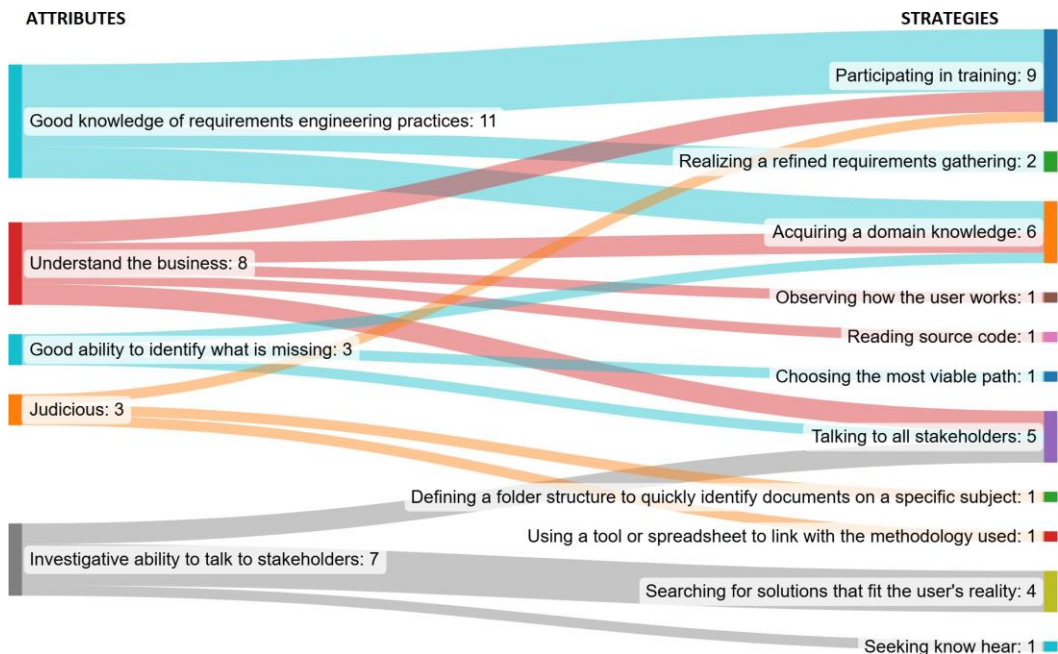 ATTRIBUTES
STRATEGIES
Good knowledge of requirements engineering practices: 11
Understand the business: 8
Good ability to identify what is missing: 3
Judicious: 3
Investigative ability to talk to stakeholders: 7
Participating in training: 9
Realizing a refined requirements gathering: 2
Acquiring a domain knowledge: 6
Observing how the user works: 1
Reading source code: 1
Choosing the most viable path: 1
Talking to all stakeholders: 5
Defining a folder structure to quickly identify documents on a specific subject: 1
Using a tool or spreadsheet to link with the methodology used: 1
Searching for solutions that fit the user's reality: 4
Seeking know hear: 1